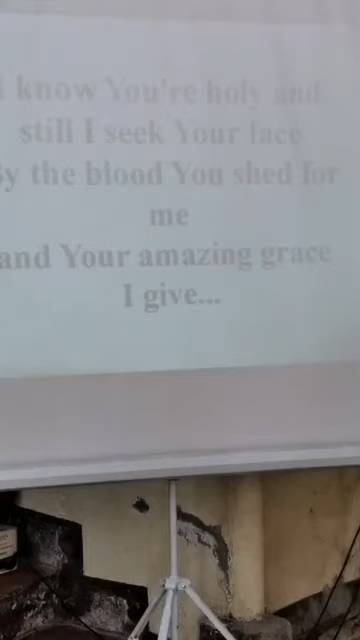 I know You're holy and
still I seek Your face
By the blood You shed for
me
and Your amazing grace
I give...